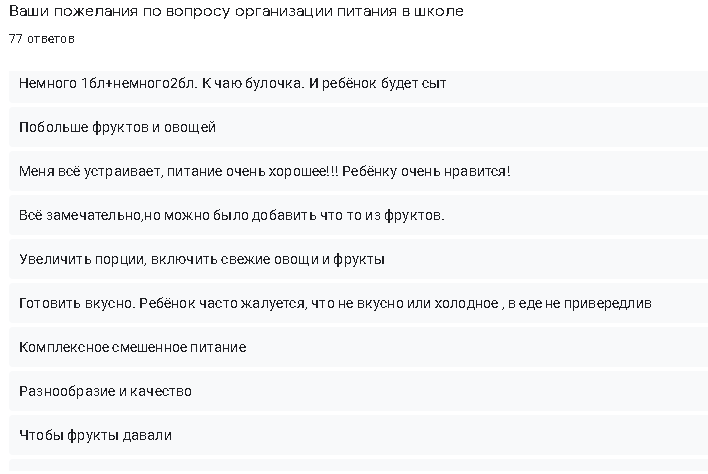 Ваши пожелания по вопросу организации питания в школе
77 ответов
Немного 1бл+немного2бл. К чаю булочка. И ребёнок будет сыт
Побольше фруктов и овощей
Меня всё устраивает, питание очень хорошее!!! Ребёнку очень нравится!
Всё замечательно,но можно было добавить что то из фруктов.
Увеличить порции, включить свежие овощи и фрукты
Готовить вкусно. Ребёнок часто жалуется, что не вкусно или холодное , в еде не привередлив
Комплексное смешенное питание
Разнообразие и качество
Чтобы фрукты давали